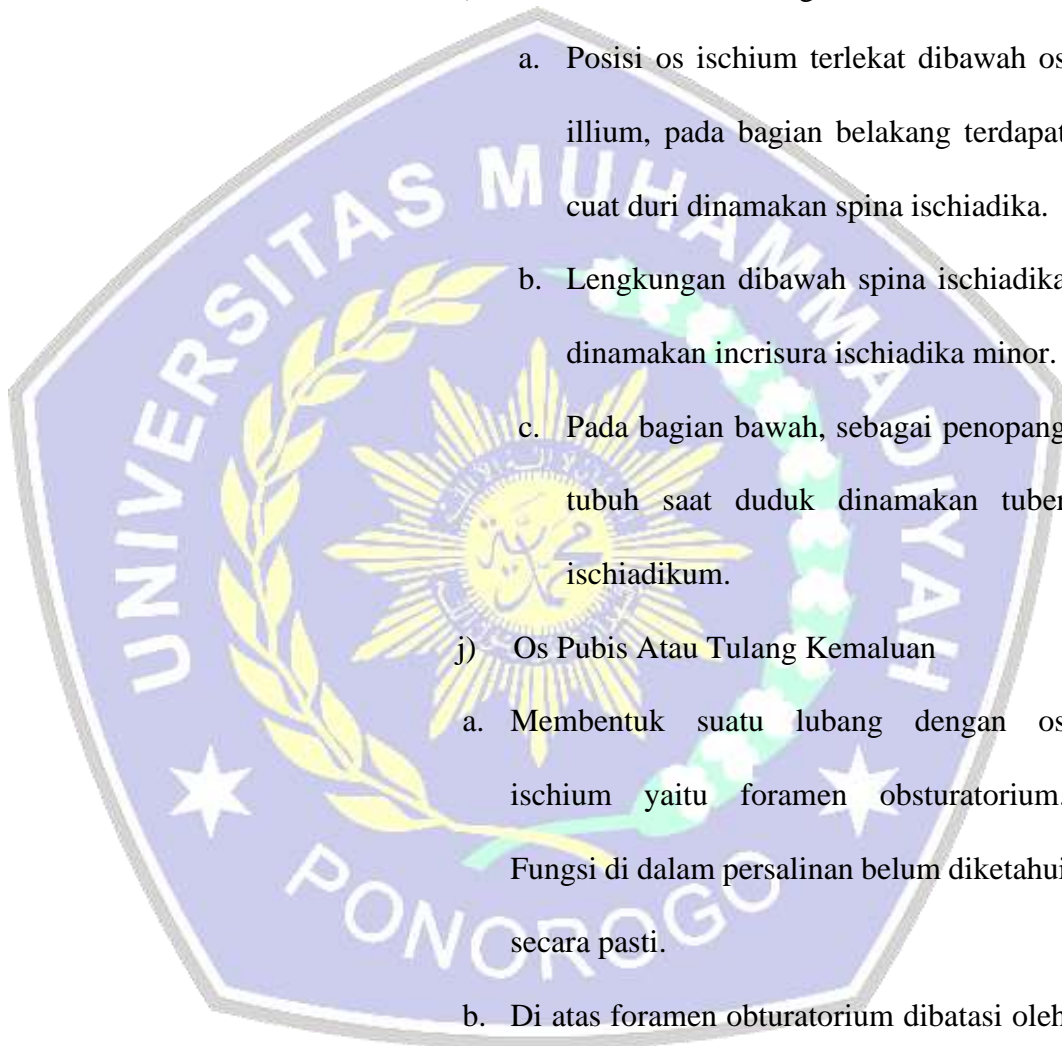 a. Posisi os ischium terlekat dibawah os
illium, pada bagian belakang terdapat
cuat duri dinamakan spina ischiadika.
b. Lengkungan dibawah spina ischiadika
dinamakan incrisura ischiadika minor.
c. Pada bagian bawah, sebagai penopang
tubuh saat duduk dinamakan tuber
ischiadikum.
j) Os Pubis Atau Tulang Kemaluan
a. Membentuk suatu lubang dengan os
ischium yaitu foramen obsturatorium.
Fungsi di dalam persalinan belum diketahui
secara pasti.
b. Di atas foramen obturatorium dibatasi oleh
UNIVERSITAS MUHAMMADIYAH
PONOROGO